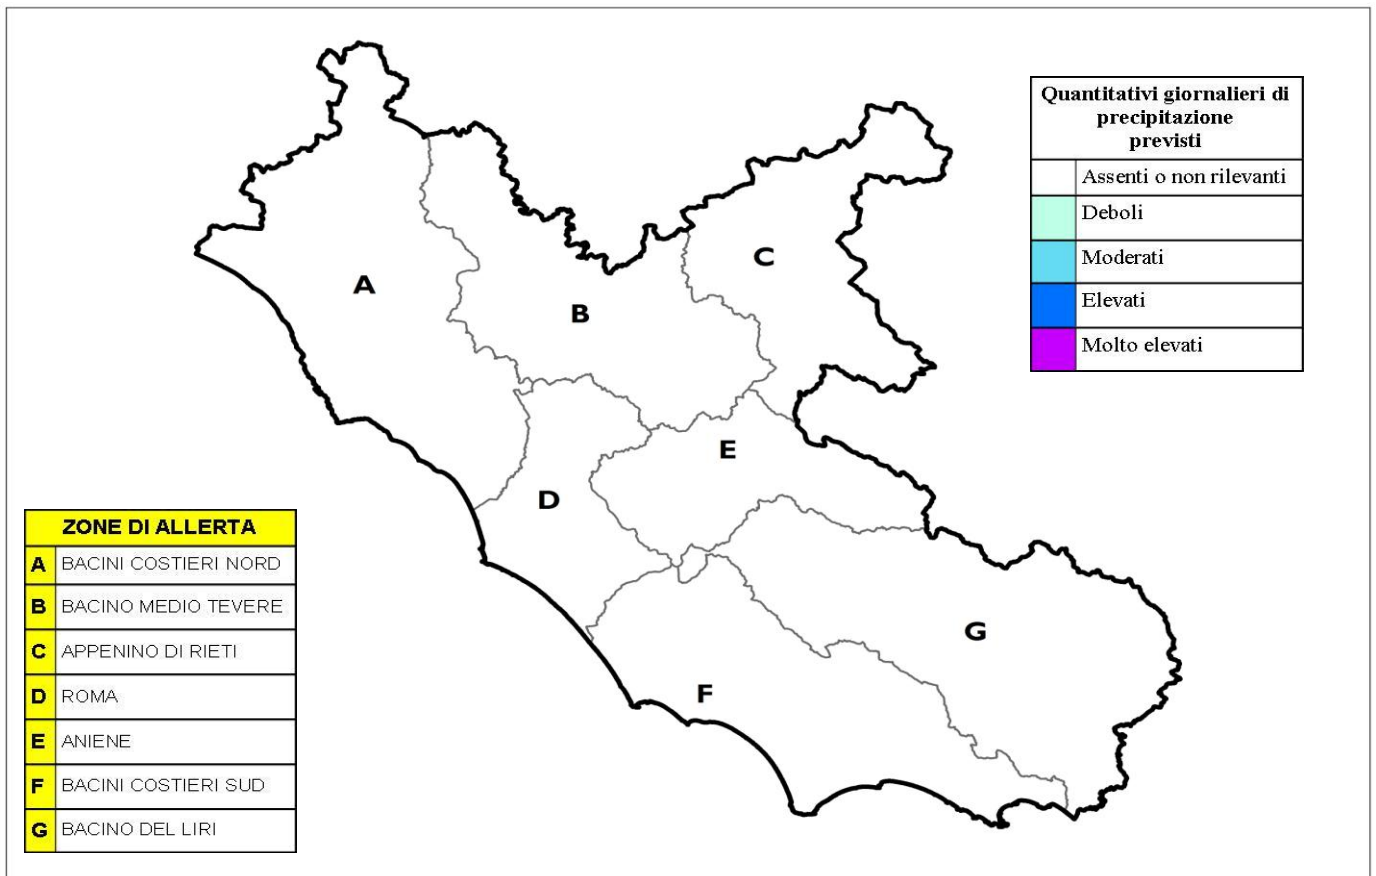 Quantitativi giornalieri di
precipitazione
previsti
Assenti o non rilevanti
Deboli
Moderati
Elevati
Molto elevati
A
B
C
D
E
F
G
ZONE DI ALLERTA
A BACINI COSTIERI NORD
B BACINO MEDIO TEVERE
C APPENINO DI RIETI
D ROMA
E ANIENE
F BACINI COSTIERI SUD
G BACINO DEL LIRI